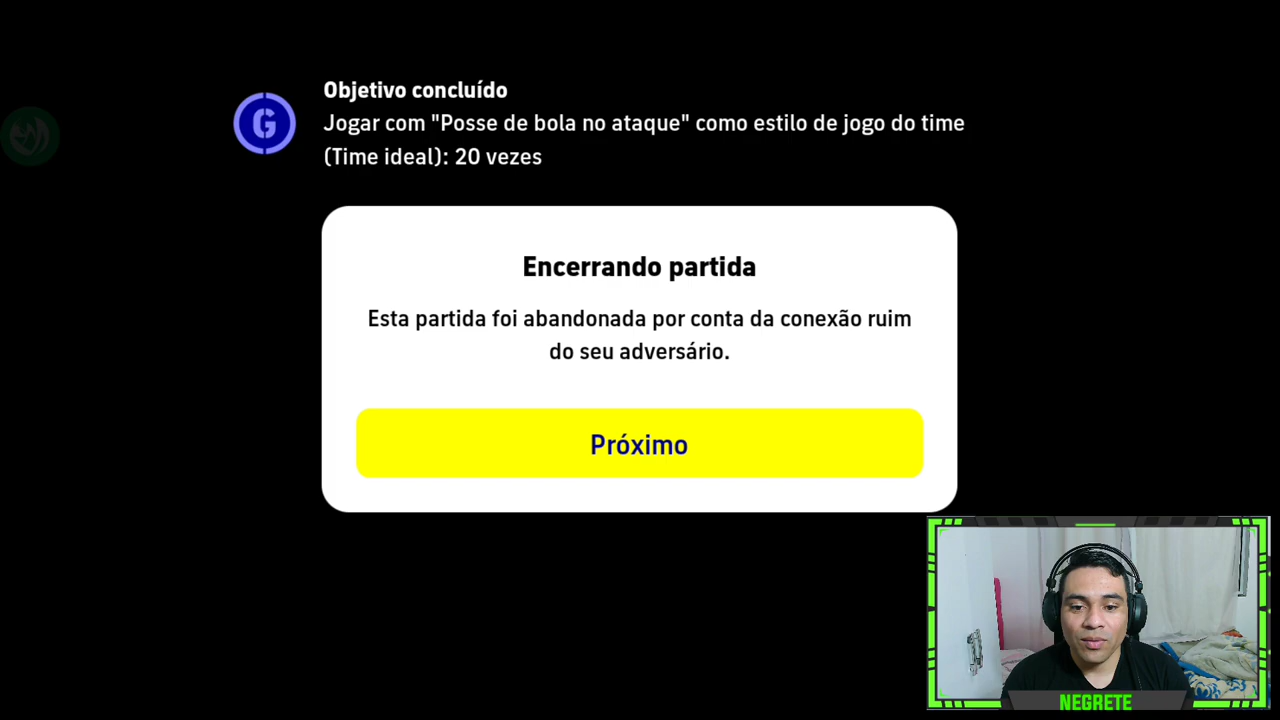 Objetivo concluído
G
Jogar com "Posse de bola no ataque" como estilo de jogo do time
(Time ideal): 20 vezes
Encerrando partida
Esta partida foi abandonada por conta da conexão ruim
do seu adversário.
Próximo
NEGRETE